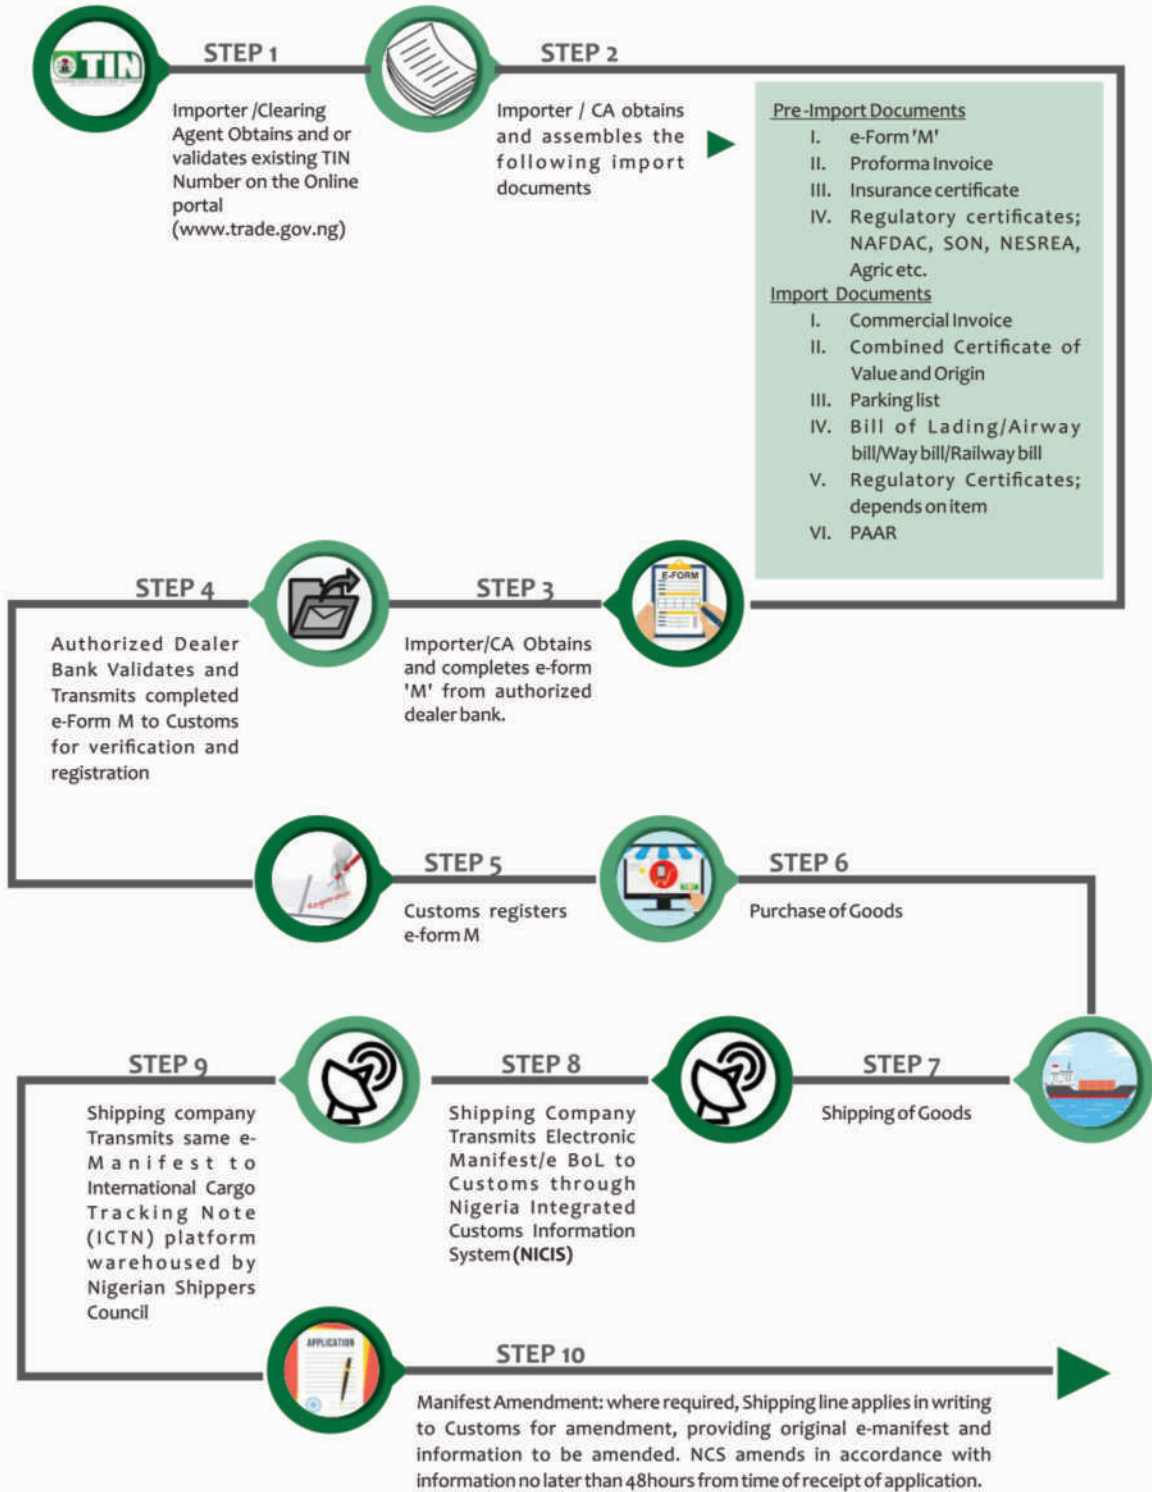 TIN
STEP 1
Importer /Clearing
Agent Obtains and or
validates existing TIN
Number on the Online
portal
(www.trade.gov.ng)
STEP 2
Importer / CA obtains
and assembles the
following import
documents
Pre-Import Documents
I. e-Form 'M'
II. Proforma Invoice
III. Insurance certificate
IV. Regulatory certificates;
NAFDAC, SON, NESREA,
Agric etc.
Import Documents
I. Commercial Invoice
II. Combined Certificate of
Value and Origin
III. Parking list
IV. Bill of Lading/Airway
bill/Way bill/Railway bill
V. Regulatory Certificates;
depends on item
VI. PAAR
E-FORM
STEP 3
Importer/CA Obtains
and completes e-form
'M' from authorized
dealer bank.
STEP 4
Authorized Dealer
Bank Validates and
Transmits completed
e-Form M to Customs
for verification and
registration
Registration
STEP 5
Customs registers
e-form M
STEP 6
Purchase of Goods
STEP 7
Shipping of Goods
STEP 8
Shipping Company
Transmits Electronic
Manifest/e BoL to
Customs through
Nigeria Integrated
Customs Information
System (NICIS)
STEP 9
Shipping company
Transmits same e-
Manifest to
International Cargo
Tracking Note
(ICTN) platform
warehoused by
Nigerian Shippers
Council
APPLICATION
STEP 10
Manifest Amendment: where required, Shipping line applies in writing
to Customs for amendment, providing original e-manifest and
information to be amended. NCS amends in accordance with
information no later than 48hours from time of receipt of application.